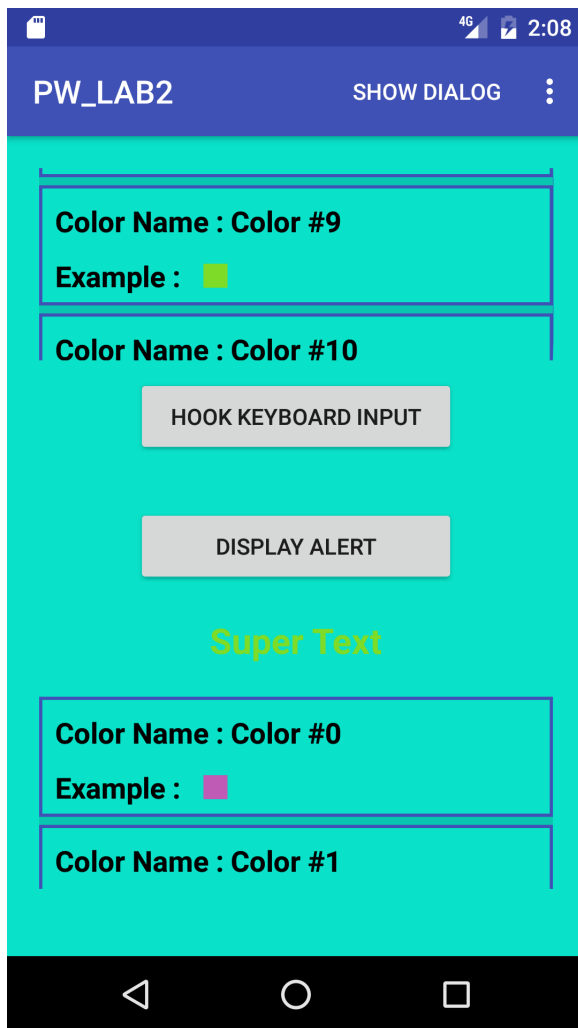 4G 2:08
PW_LAB2 SHOW DIALOG
Color Name : Color #9
Example :
Color Name : Color #10
HOOK KEYBOARD INPUT
DISPLAY ALERT
Super Text
Color Name : Color #0
Example :
Color Name : Color #1